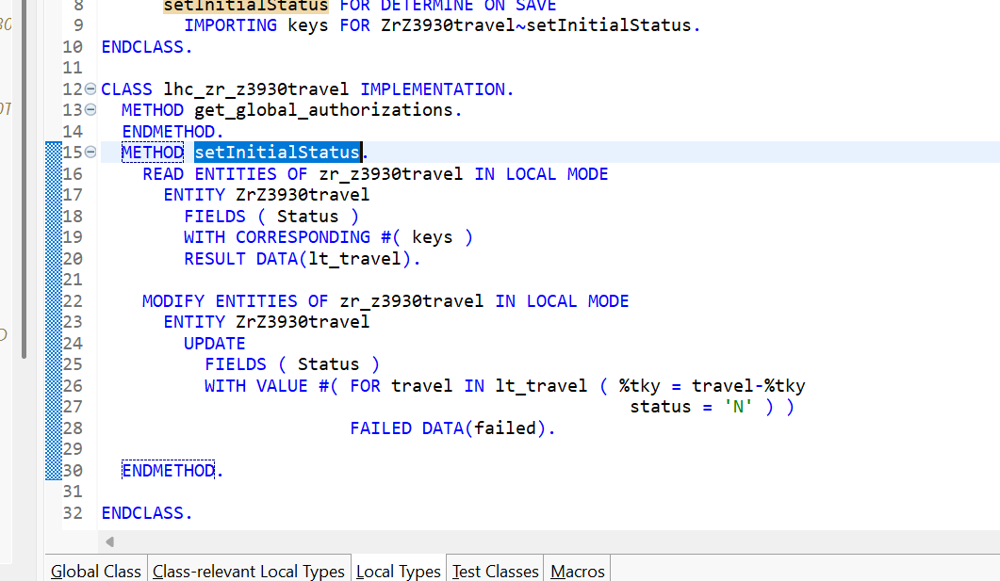 8 setInitialStatus FOR DETERMINE ON SAVE
9 IMPORTING keys FOR ZrZ3930travel~setInitialStatus.
10 ENDCLASS.
11
12 CLASS lhc_zr_z3930travel IMPLEMENTATION.
13 METHOD get_global_authorizations.
14 ENDMETHOD.
15 METHOD setInitialStatus.
16 READ ENTITIES OF zr_z3930travel IN LOCAL MODE
17 ENTITY ZrZ3930travel
18 FIELDS ( Status )
19 WITH CORRESPONDING #( keys )
20 RESULT DATA(lt_travel).
21
22 MODIFY ENTITIES OF zr_z3930travel IN LOCAL MODE
23 ENTITY ZrZ3930travel
24 UPDATE
25 FIELDS ( Status )
26 WITH VALUE #( FOR travel IN lt_travel ( %tky = travel-%tky
27 status = 'N' ) )
28 FAILED DATA(failed).
29
30 ENDMETHOD.
31
32 ENDCLASS.
Global Class Class-relevant Local Types Local Types Test Classes Macros